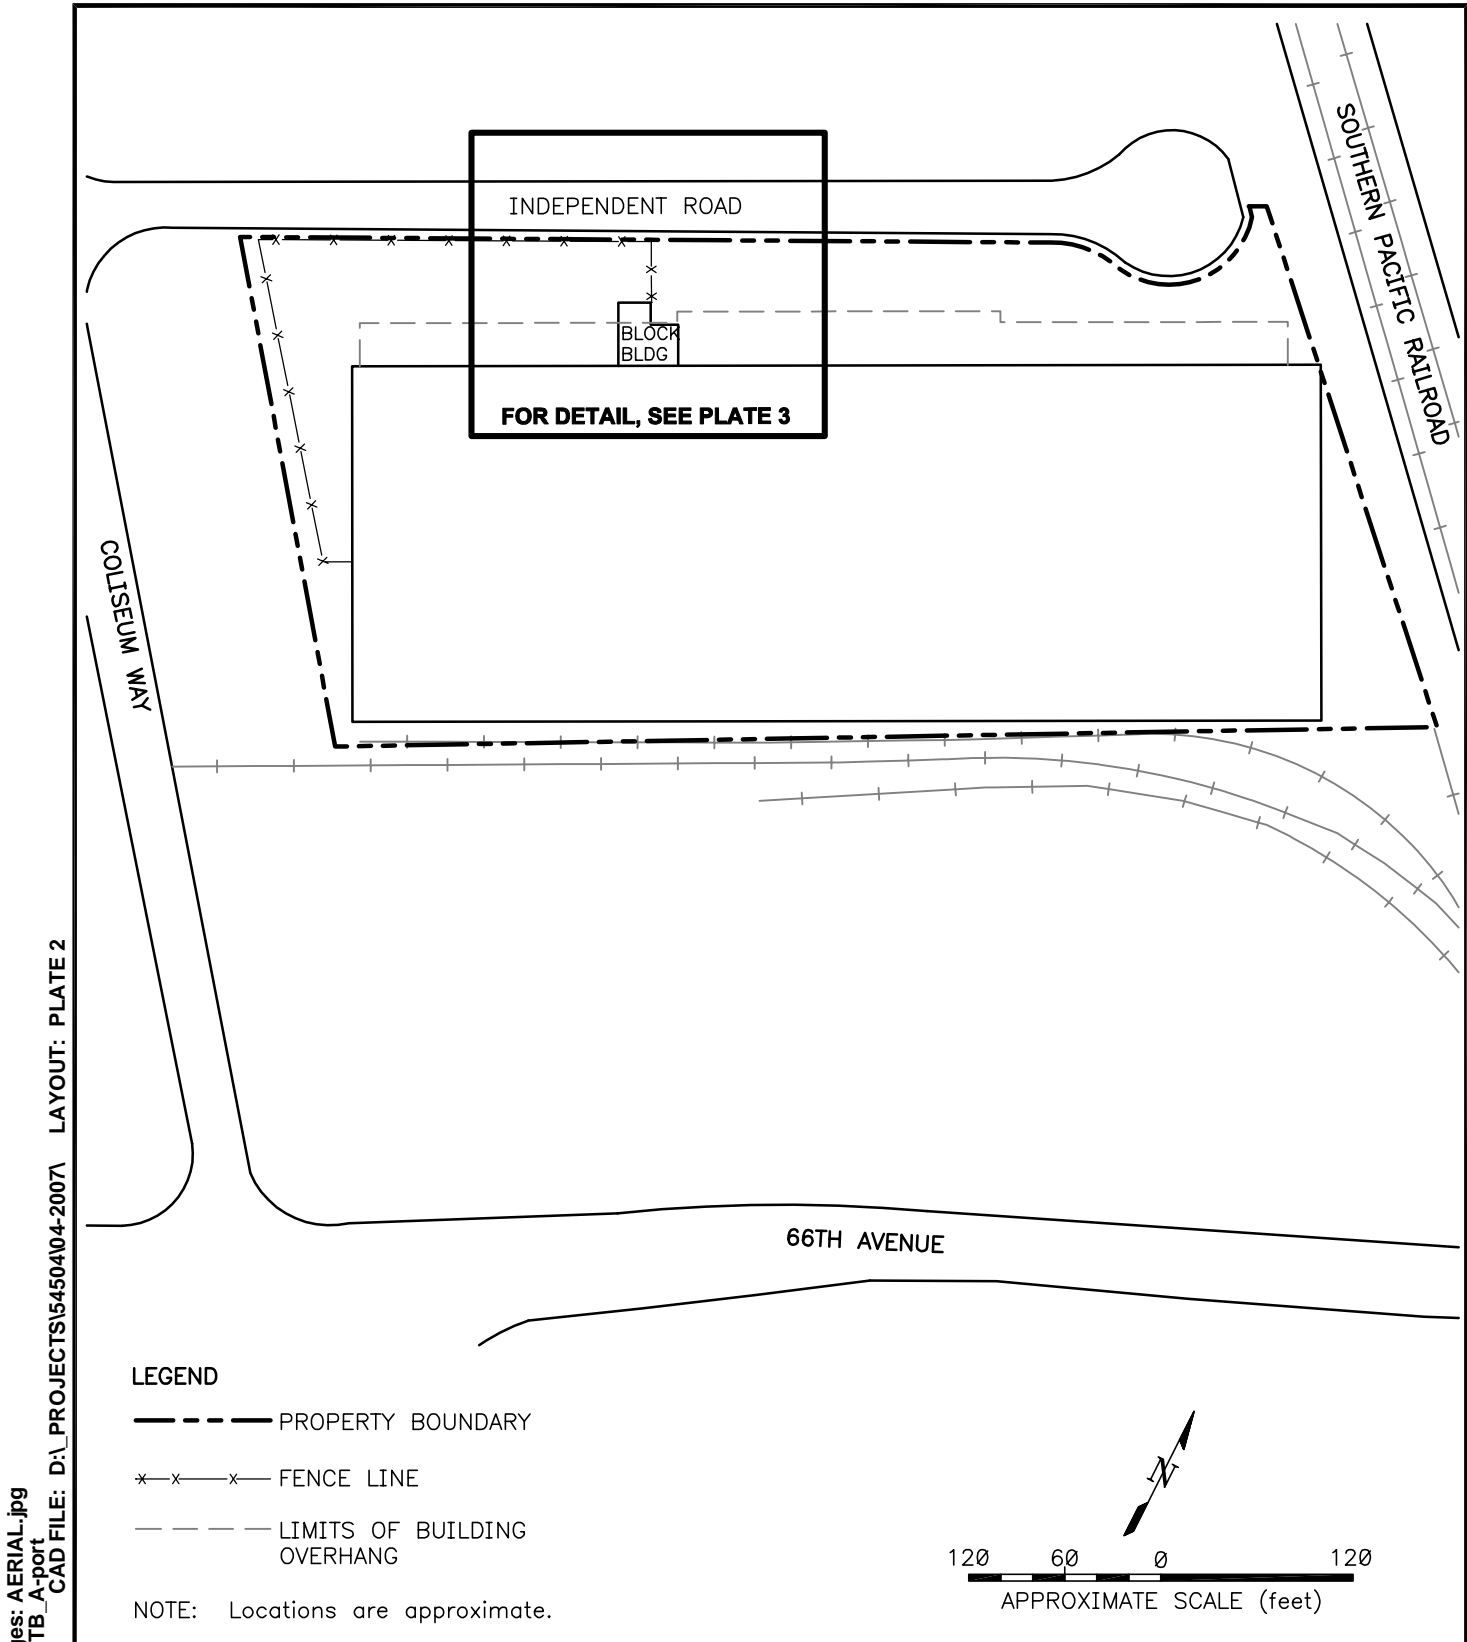 INDEPENDENT ROAD
SOUTHERN PACIFIC RAILROAD
BLOCK
BLDG
FOR DETAIL, SEE PLATE 3
COLISEUM WAY
66TH AVENUE
LEGEND
PROPERTY BOUNDARY
FENCE LINE
LIMITS OF BUILDING
OVERHANG
NOTE: Locations are approximate.
N
120 60 0 120
APPROXIMATE SCALE (feet)
AERIAL.jpg
TB_A-port
CAD FILE: D:\_PROJECTS\54504\04-2007\ LAYOUT: PLATE 2